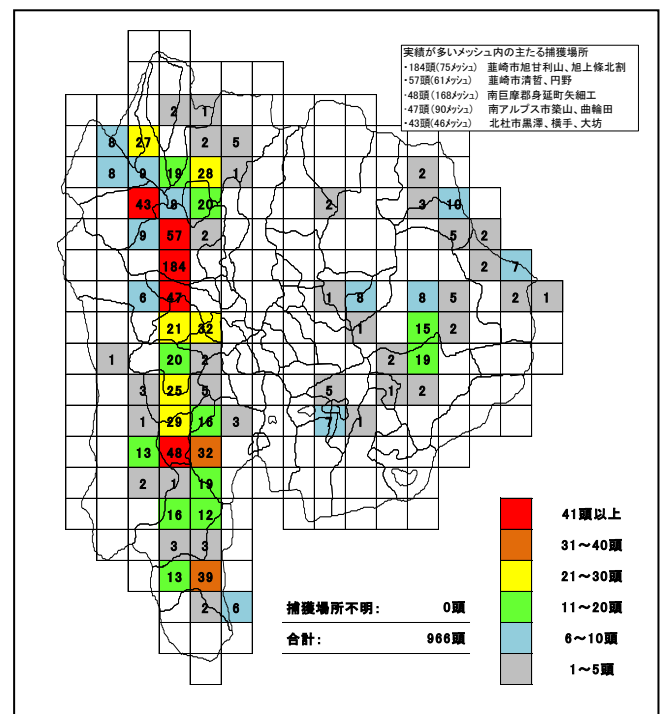 実績が多いメッシュ内の主たる捕獲場所
・184頭(75メッシュ) 韮崎市旭甘利山、旭上條北割
・57頭(61メッシュ) 韮崎市清哲、円野
・48頭(168メッシュ) 南巨摩郡身延町矢細工
・47頭(90メッシュ) 南アルプス市築山、曲輪田
・43頭(46メッシュ) 北杜市黒澤、横手、大坊
2 1
8 27 2 5
8 9 19 28 1 2
43 8 20 2 3 10
9 57 2 5 2
184 2 7
6 47 1 8 8 5 2 1
21 32 1 15 2
1 20 2 2 19
3 25 5 5 1 2
1 29 16 3 7 1
13 48 32
2 1 19
16 12
3 3
13 39
2 6
41頭以上
31～40頭
21～30頭
11～20頭
6～10頭
1～5頭
捕獲場所不明: 0頭
合計: 966頭